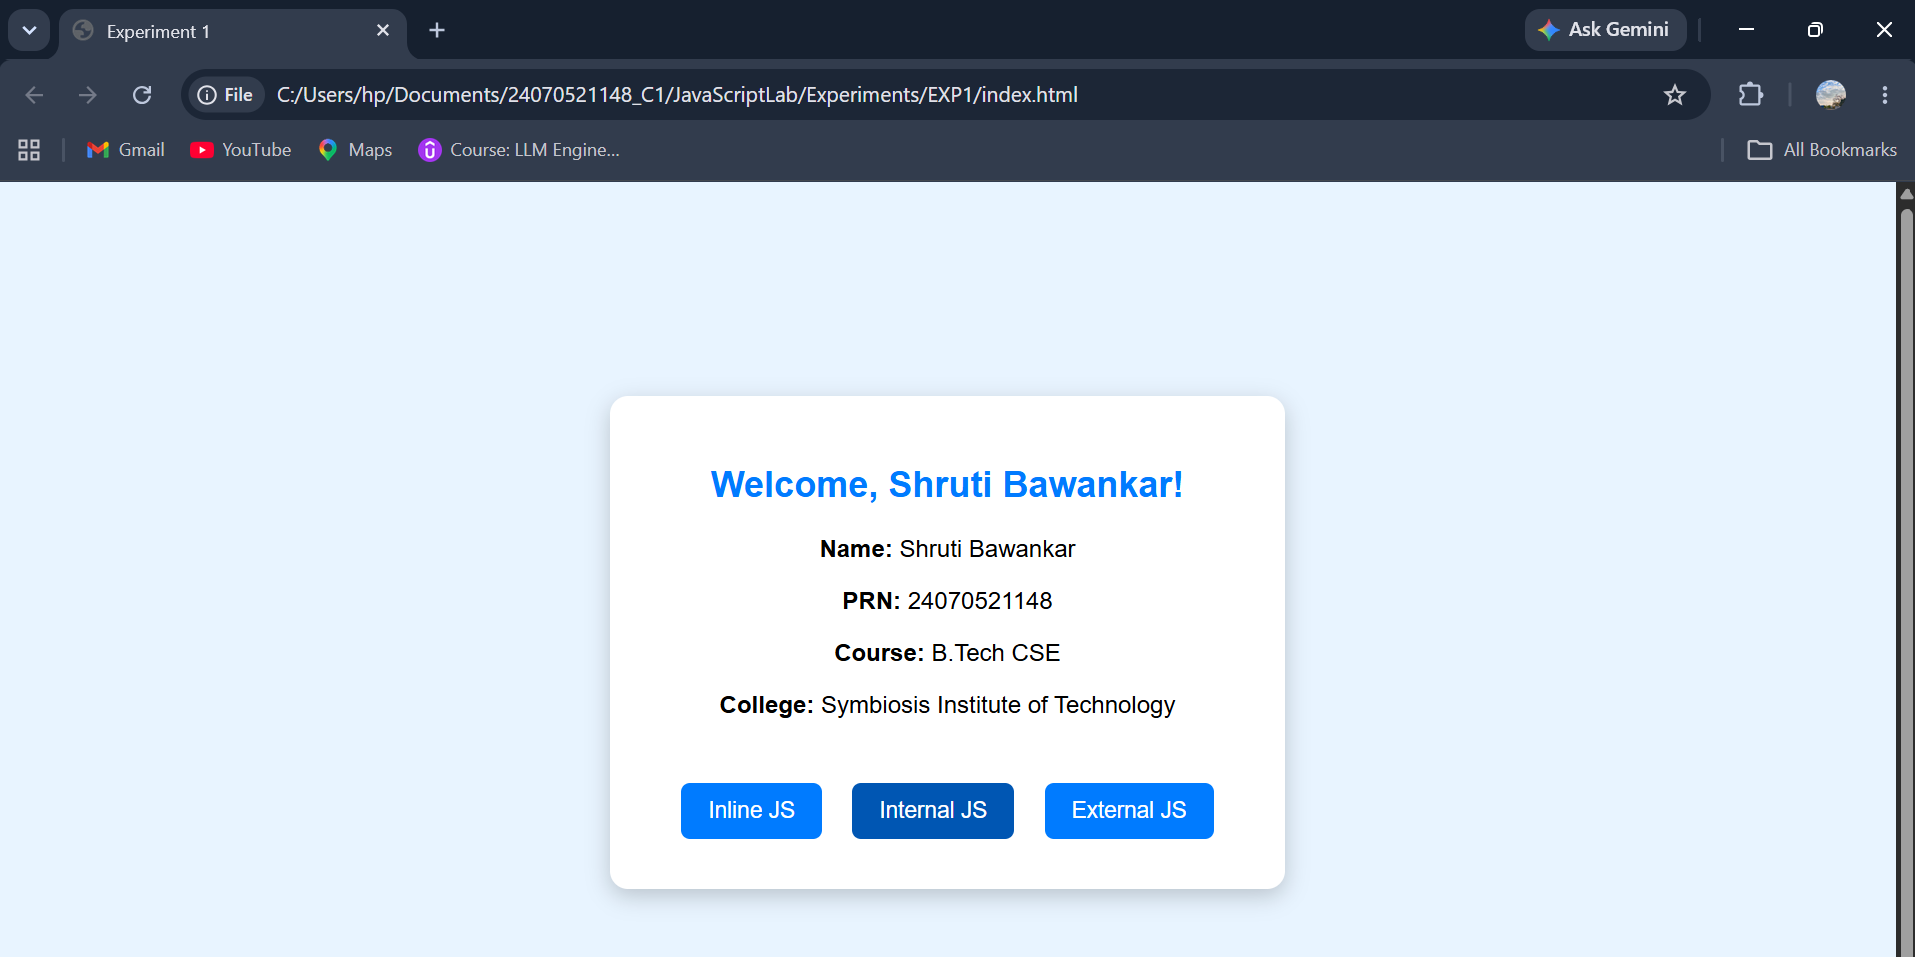 Experiment 1
Ask Gemini
File C:/Users/hp/Documents/24070521148_C1/JavaScriptLab/Experiments/EXP1/index.html
Gmail YouTube Maps Course: LLM Engine... All Bookmarks
Welcome, Shruti Bawankar!
Name: Shruti Bawankar
PRN: 24070521148
Course: B.Tech CSE
College: Symbiosis Institute of Technology
Inline JS Internal JS External JS